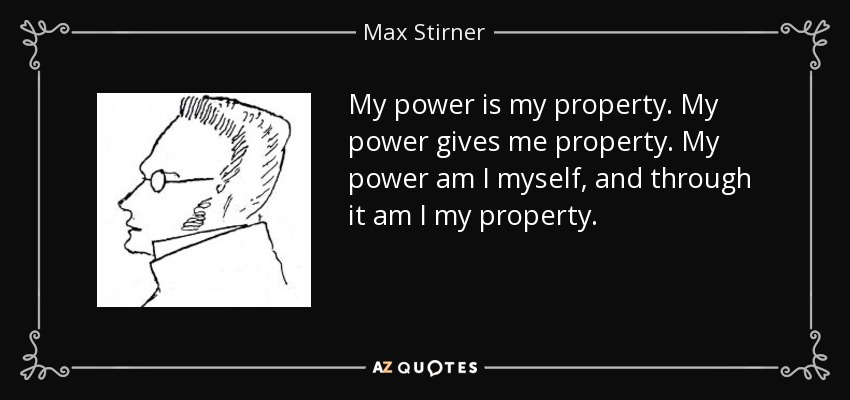 Max Stirner
My power is my property. My
power gives me property. My
power am I myself, and through
it am I my property.
AZ QUOTES